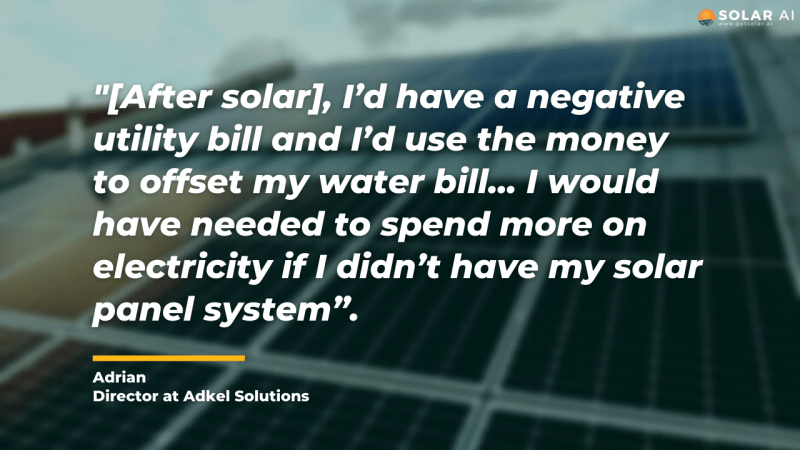 SOLAR AI
www.getsolar.ai
"[After solar], I’d have a negative
utility bill and I’d use the money
to offset my water bill... I would
have needed to spend more on
electricity if I didn’t have my solar
panel system”.
Adrian
Director at Adkel Solutions